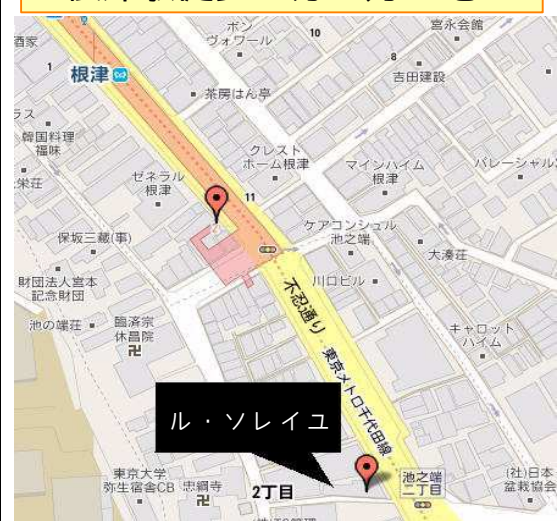 ボン
ヴォワール
10
宮永会館
酒家
1
8
根津
吉田建設
茶房はん亭
ラス
韓国料理
福味
クレスト
ホーム根津
マインハイム
根津
パレーシャル
栄荘
ゼネラル
根津
11
ケアコンシュル
池之端
保坂三蔵(事)
大湊荘
財団法人宮本
記念財団
川口ビル
不忍通り
池の端荘
臨済宗
休昌院
キャロット
ハイム
東京メトロ千代田線
ル・ソレイユ
東京大学
弥生宿舎CB
忠綱寺
2丁目
池之端
二丁目
(社)日本
盆栽協会